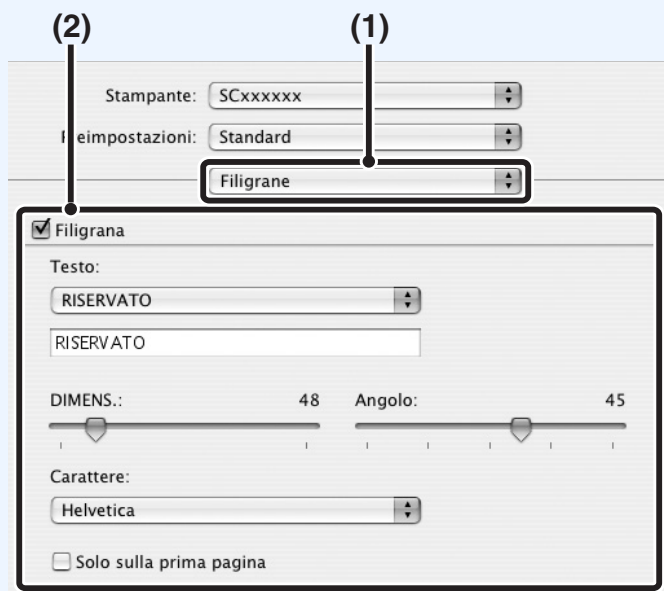 (2) (1)
Stampante: SCxxxxxx
Preimpostazioni: Standard
Filigrane
Filigrana
Testo:
RISERVATO
RISERVATO
DIMENS.: 48 Angolo: 45
Carattere:
Helvetica
Solo sulla prima pagina